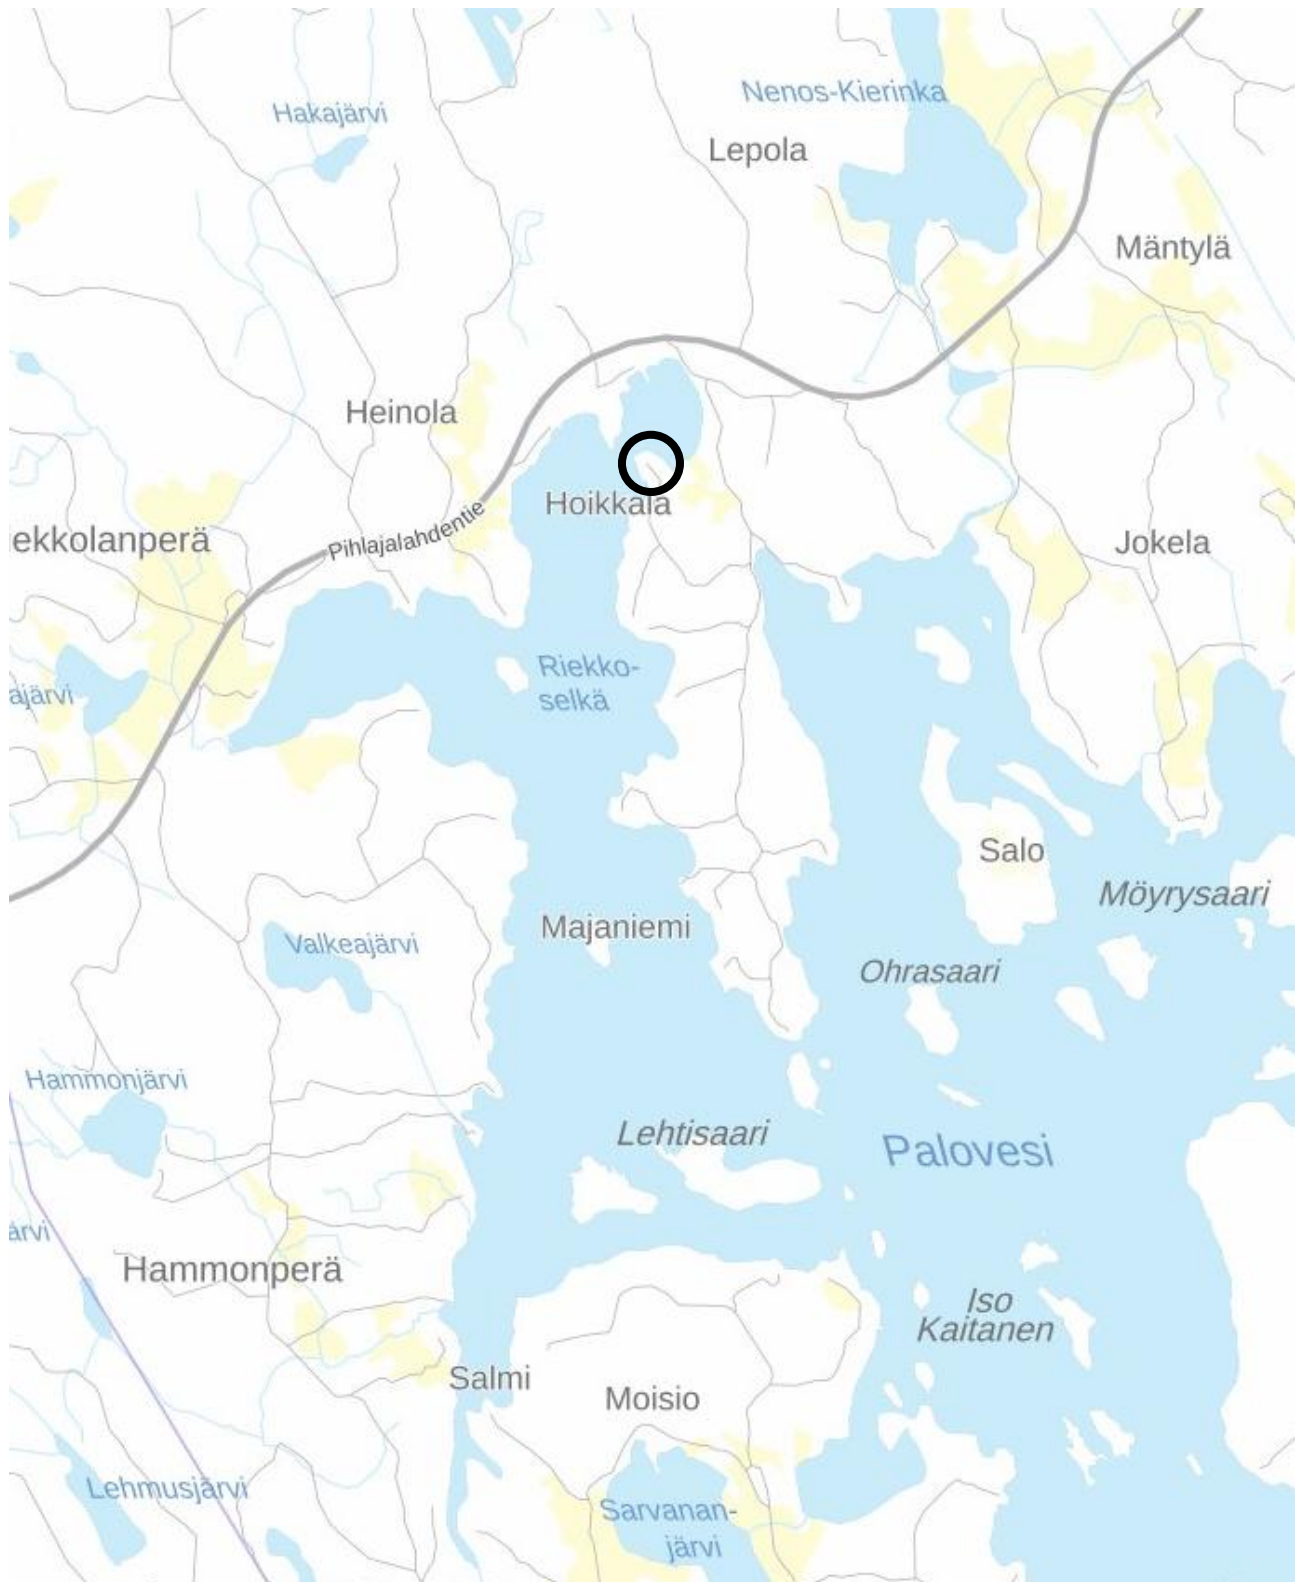 Nenos-Kierinka
Hakajärvi
Lepola
Mäntylä
Heinola
Hoikkala
Pihlajalahdentie
ekkolanperä
Jokela
Riekko-
selkä
ajärvi
Salo
Möyrysaari
Majaniemi
Valkeajärvi
Ohrasaari
Hammonjärvi
Lehtisaari
Palovesi
ärvi
Hammonperä
Iso
Kaitanen
Salmi
Moisio
Lehmusjärvi
Sarvanan-
järvi